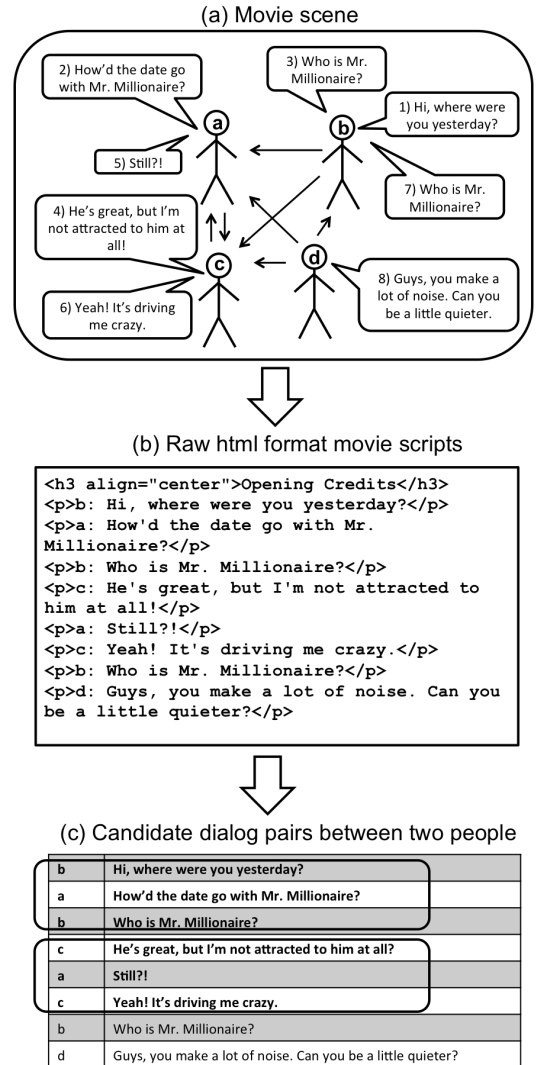 (a) Movie scene
2) How'd the date go
with Mr. Millionaire?
3) Who is Mr.
Millionaire?
a
b
1) Hi, where were
you yesterday?
5) Still?!
7) Who is Mr.
Millionaire?
4) He's great, but I'm
not attracted to him at
all!
c
d
6) Yeah! It's driving
me crazy.
8) Guys, you make a
lot of noise. Can you
be a little quieter.
(b) Raw html format movie scripts
<h3 align="center">Opening Credits</h3>
<p>b: Hi, where were you yesterday?</p>
<p>a: How'd the date go with Mr.
Millionaire?</p>
<p>b: Who is Mr. Millionaire?</p>
<p>c: He's great, but I'm not attracted to
him at all!</p>
<p>a: Still?!</p>
<p>c: Yeah! It's driving me crazy.</p>
<p>b: Who is Mr. Millionaire?</p>
<p>d: Guys, you make a lot of noise. Can you
be a little quieter?</p>
(c) Candidate dialog pairs between two people
b Hi, where were you yesterday?
a How'd the date go with Mr. Millionaire?
b Who is Mr. Millionaire?
c He's great, but I'm not attracted to him at all?
a Still?!
c Yeah! It's driving me crazy.
b Who is Mr. Millionaire?
d Guys, you make a lot of noise. Can you be a little quieter?